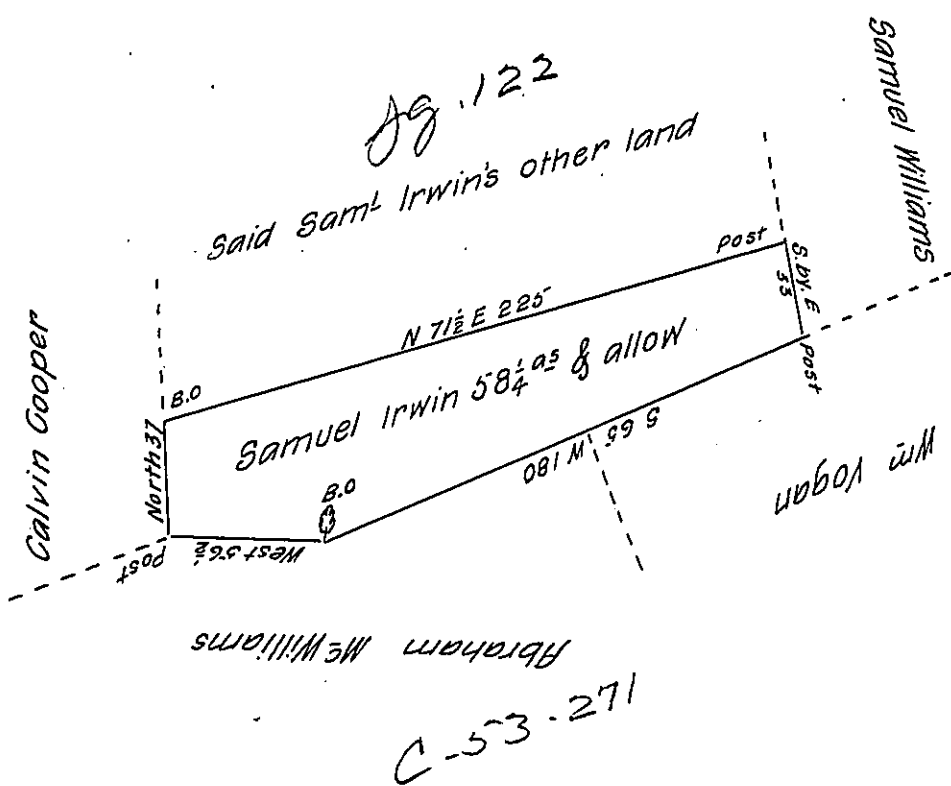 Jg. 122
Said Samˡ Irwin's other land
Samuel Williams
Calvin Cooper
Post
S. by. E
33
N 71½ E 225
B.O
Samuel Irwin 58¼ aˢ & allow
North 37
B.O
Post
S 65 W 180
Wm Vogan
Post
West 56½
Abraham McWilliams
C-53-271